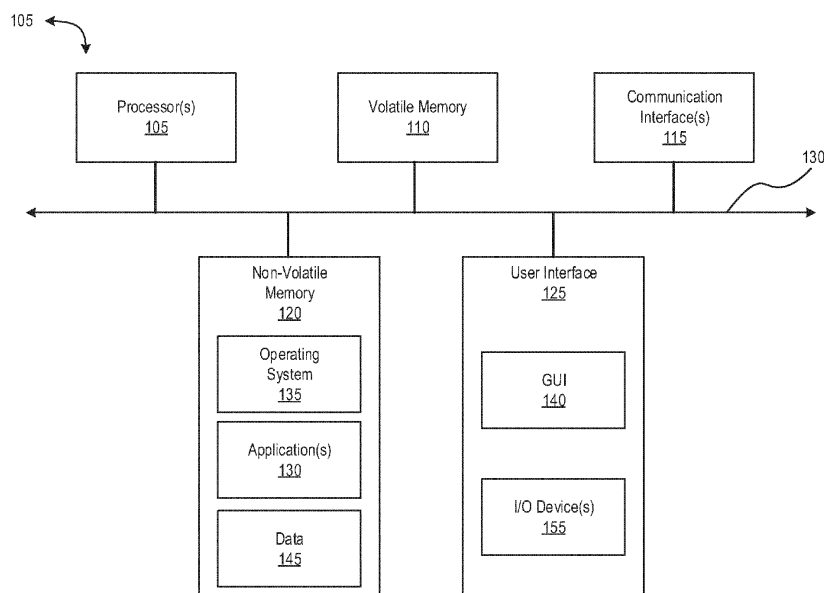 105
Processor(s)
105
Volatile Memory
110
Communication
Interface(s)
115
130
Non-Volatile
Memory
120
Operating
System
135
Application(s)
130
Data
145
User Interface
125
GUI
140
I/O Device(s)
155